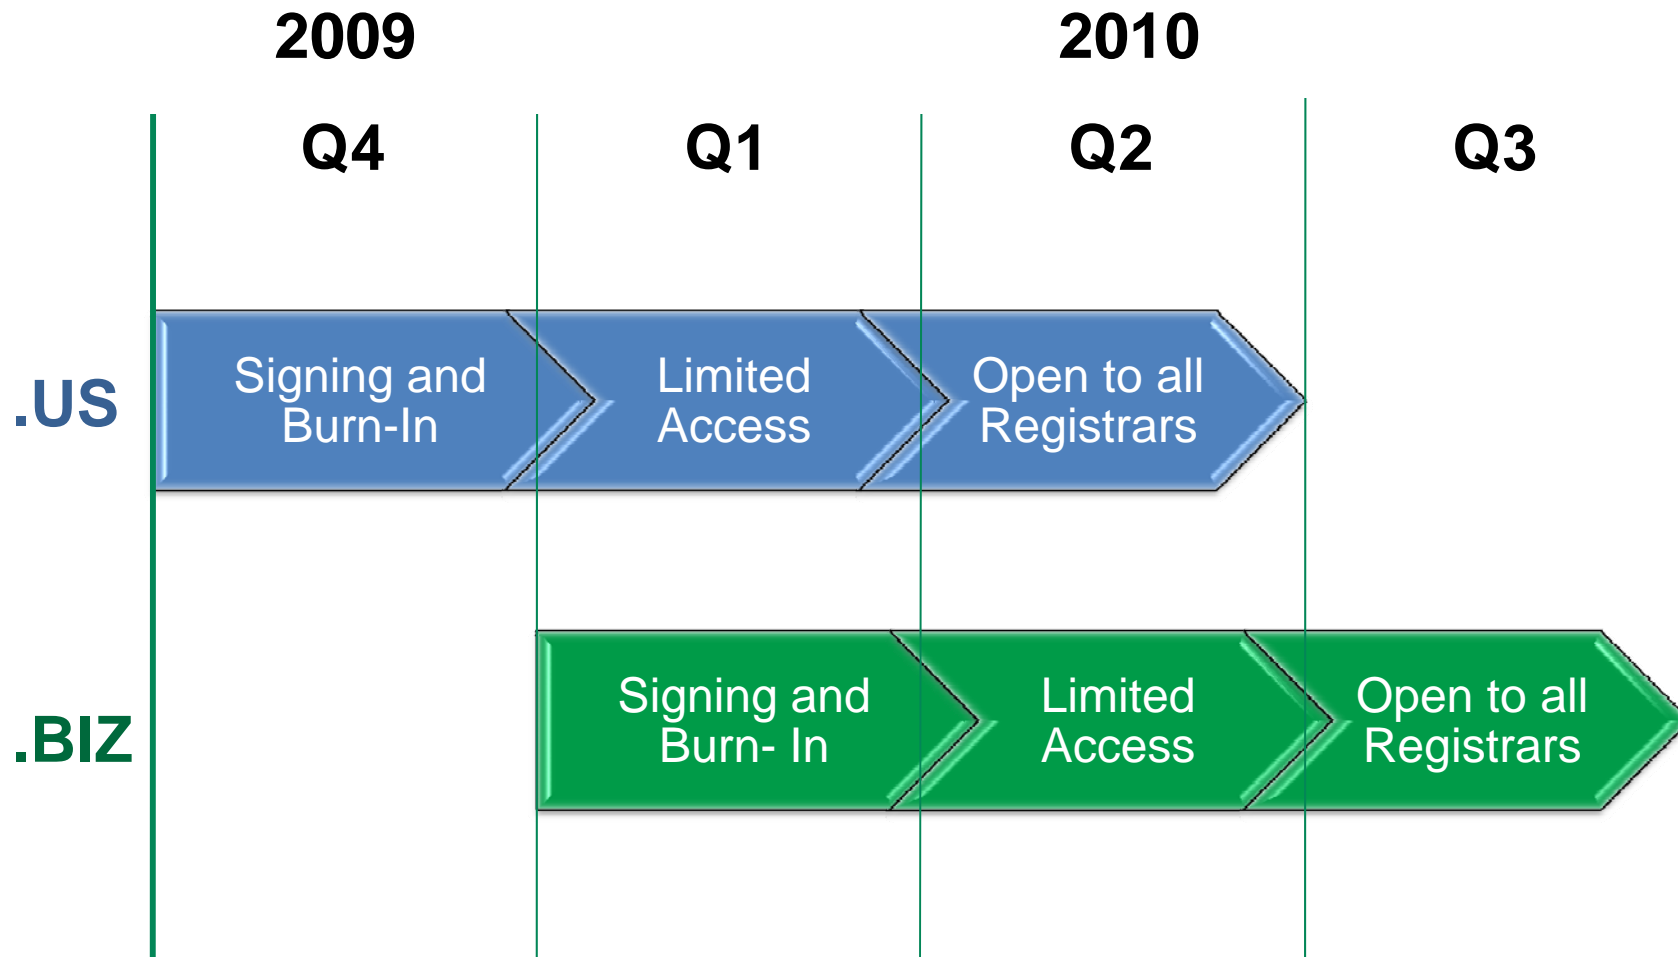 2009 2010
Q4 Q1 Q2 Q3
.US
Signing and
Burn-In
Limited
Access
Open to all
Registrars
.BIZ
Signing and
Burn- In
Limited
Access
Open to all
Registrars